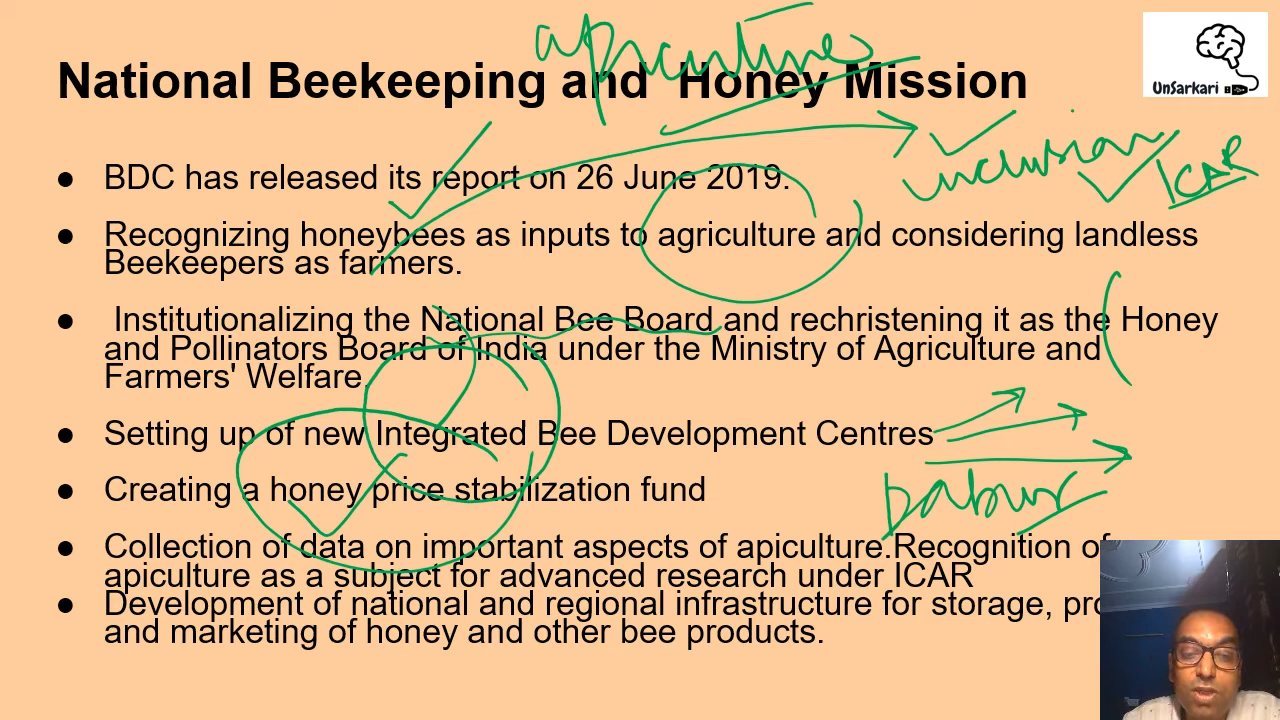 apiculture
National Beekeeping and Honey Mission
UnSarkari
inclusion
ICAR
● BDC has released its report on 26 June 2019.
● Recognizing honeybees as inputs to agriculture and considering landless
Beekeepers as farmers.
● Institutionalizing the National Bee Board and rechristening it as the Honey
and Pollinators Board of India under the Ministry of Agriculture and
Farmers' Welfare.
● Setting up of new Integrated Bee Development Centres
● Creating a honey price stabilization fund
Dabur
● Collection of data on important aspects of apiculture.Recognition of
apiculture as a subject for advanced research under ICAR
● Development of national and regional infrastructure for storage,
and marketing of honey and other bee products.